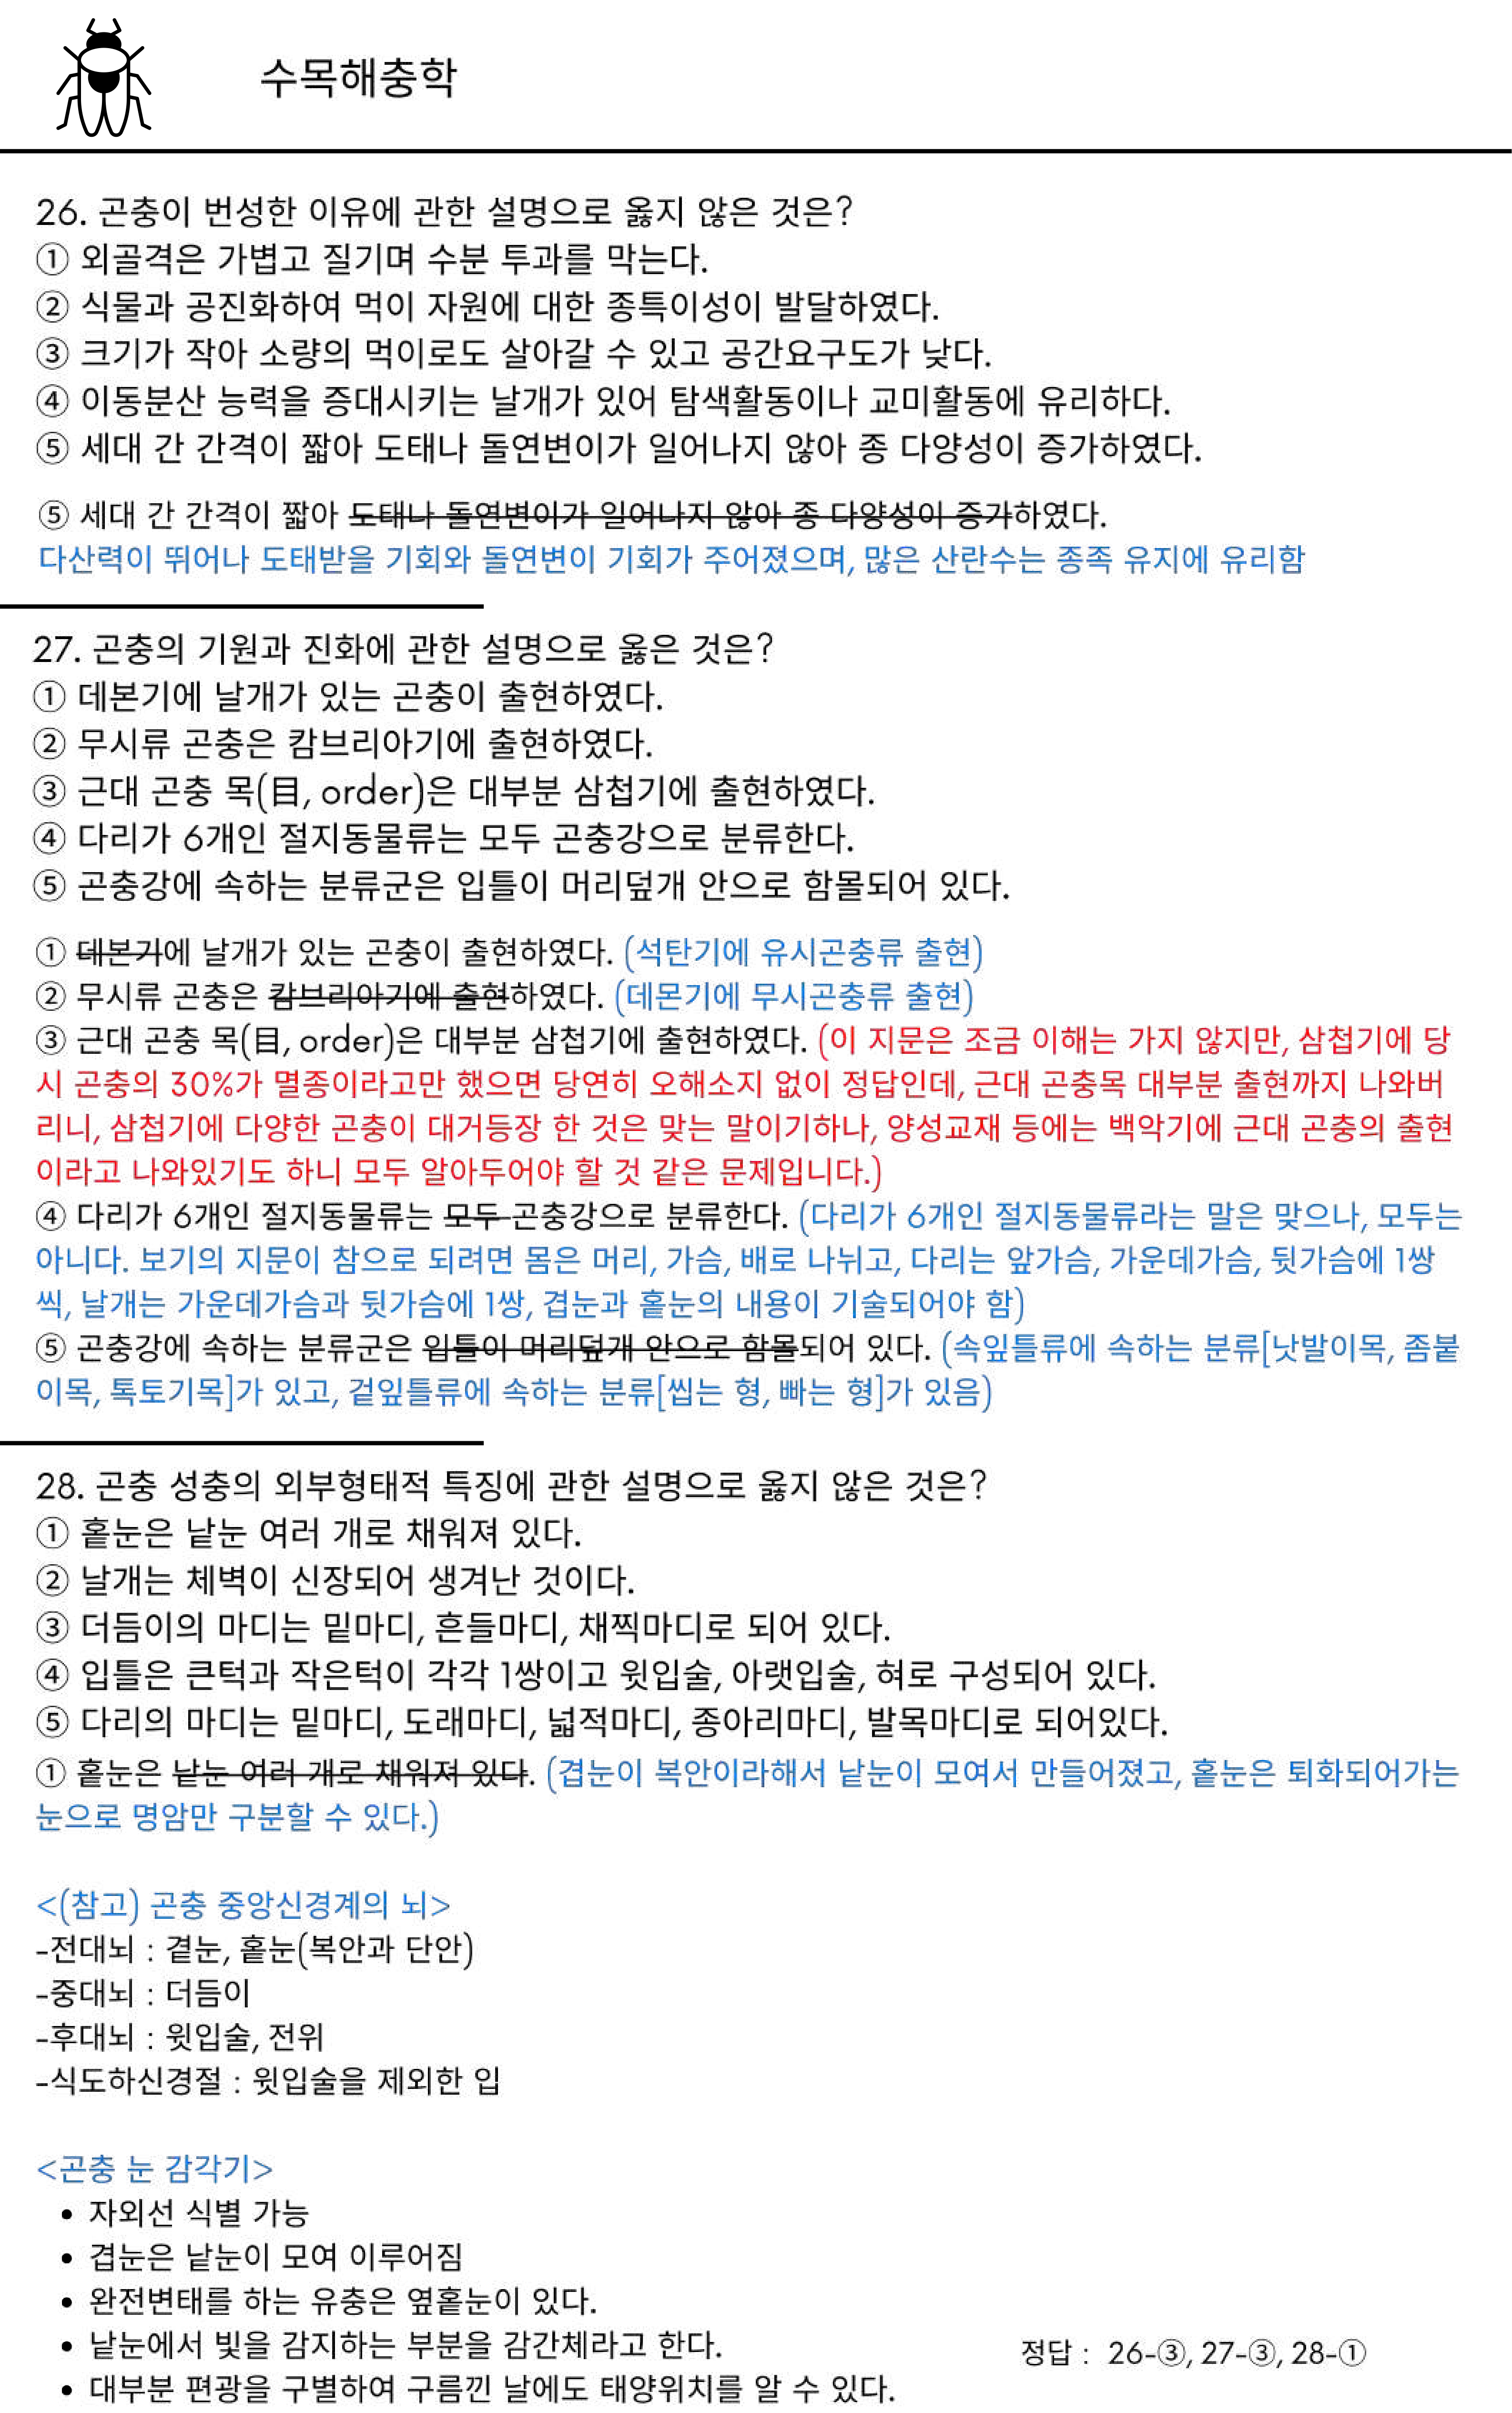 수목해충학
26. 곤충이 번성한 이유에 관한 설명으로 옳지 않은 것은?
① 외골격은 가볍고 질기며 수분 투과를 막는다.
② 식물과 공진화하여 먹이 자원에 대한 종특이성이 발달하였다.
③ 크기가 작아 소량의 먹이로도 살아갈 수 있고 공간요구도가 낮다.
④ 이동분산 능력을 증대시키는 날개가 있어 탐색활동이나 교미활동에 유리하다.
⑤ 세대 간 간격이 짧아 도태나 돌연변이가 일어나지 않아 종 다양성이 증가하였다.
⑤ 세대 간 간격이 짧아 도태나 돌연변이가 일어나지 않아 종 다양성이 증가하였다.
다산력이 뛰어나 도태받을 기회와 돌연변이 기회가 주어졌으며, 많은 산란수는 종족 유지에 유리함
27. 곤충의 기원과 진화에 관한 설명으로 옳은 것은?
① 데본기에 날개가 있는 곤충이 출현하였다.
② 무시류 곤충은 캄브리아기에 출현하였다.
③ 근대 곤충 목(目, order)은 대부분 삼첩기에 출현하였다.
④ 다리가 6개인 절지동물류는 모두 곤충강으로 분류한다.
⑤ 곤충강에 속하는 분류군은 입틀이 머리덮개 안으로 함몰되어 있다.
① 데본기에 날개가 있는 곤충이 출현하였다. (석탄기에 유시곤충류 출현)
② 무시류 곤충은 캄브리아기에 출현하였다. (데몬기에 무시곤충류 출현)
③ 근대 곤충 목(目, order)은 대부분 삼첩기에 출현하였다. (이 지문은 조금 이해는 가지 않지만, 삼첩기에 당
시 곤충의 30%가 멸종이라고만 했으면 당연히 오해소지 없이 정답인데, 근대 곤충목 대부분 출현까지 나와버
리니, 삼첩기에 다양한 곤충이 대거등장 한 것은 맞는 말이기하나, 양성교재 등에는 백악기에 근대 곤충의 출현
이라고 나와있기도 하니 모두 알아두어야 할 것 같은 문제입니다.)
④ 다리가 6개인 절지동물류는 모두 곤충강으로 분류한다. (다리가 6개인 절지동물류라는 말은 맞으나, 모두는
아니다. 보기의 지문이 참으로 되려면 몸은 머리, 가슴, 배로 나뉘고, 다리는 앞가슴, 가운데가슴, 뒷가슴에 1쌍
씩, 날개는 가운데가슴과 뒷가슴에 1쌍, 겹눈과 홑눈의 내용이 기술되어야 함)
⑤ 곤충강에 속하는 분류군은 입틀이 머리덮개 안으로 함몰되어 있다. (속잎틀류에 속하는 분류[낫발이목, 좀붙
이목, 톡토기목]가 있고, 겉잎틀류에 속하는 분류[씹는 형, 빠는 형]가 있음)
28. 곤충 성충의 외부형태적 특징에 관한 설명으로 옳지 않은 것은?
① 홑눈은 낱눈 여러 개로 채워져 있다.
② 날개는 체벽이 신장되어 생겨난 것이다.
③ 더듬이의 마디는 밑마디, 흔들마디, 채찍마디로 되어 있다.
④ 입틀은 큰턱과 작은턱이 각각 1쌍이고 윗입술, 아랫입술, 혀로 구성되어 있다.
⑤ 다리의 마디는 밑마디, 도래마디, 넓적마디, 종아리마디, 발목마디로 되어있다.
① 홑눈은 낱눈 여러 개로 채워져 있다. (겹눈이 복안이라해서 낱눈이 모여서 만들어졌고, 홑눈은 퇴화되어가는
눈으로 명암만 구분할 수 있다.)
<(참고) 곤충 중앙신경계의 뇌>
-전대뇌 : 곁눈, 홑눈(복안과 단안)
-중대뇌 : 더듬이
-후대뇌 : 윗입술, 전위
-식도하신경절 : 윗입술을 제외한 입
<곤충 눈 감각기>
• 자외선 식별 가능
• 겹눈은 낱눈이 모여 이루어짐
• 완전변태를 하는 유충은 옆홑눈이 있다.
• 낱눈에서 빛을 감지하는 부분을 감간체라고 한다.
• 대부분 편광을 구별하여 구름낀 날에도 태양위치를 알 수 있다.
정답 : 26-③, 27-③, 28-①